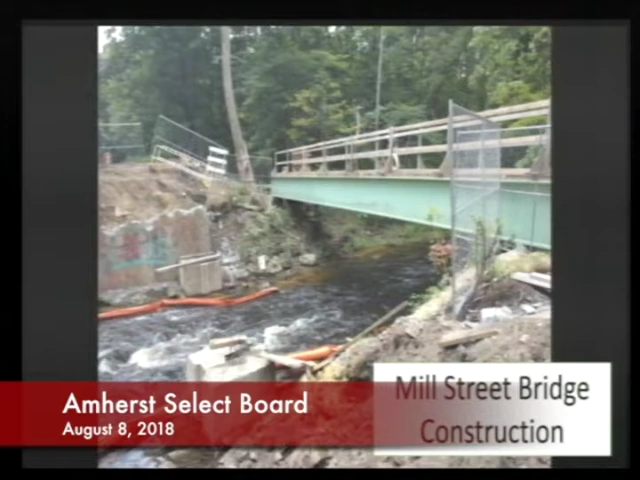 Amherst Select Board
August 8, 2018
Mill Street Bridge
Construction